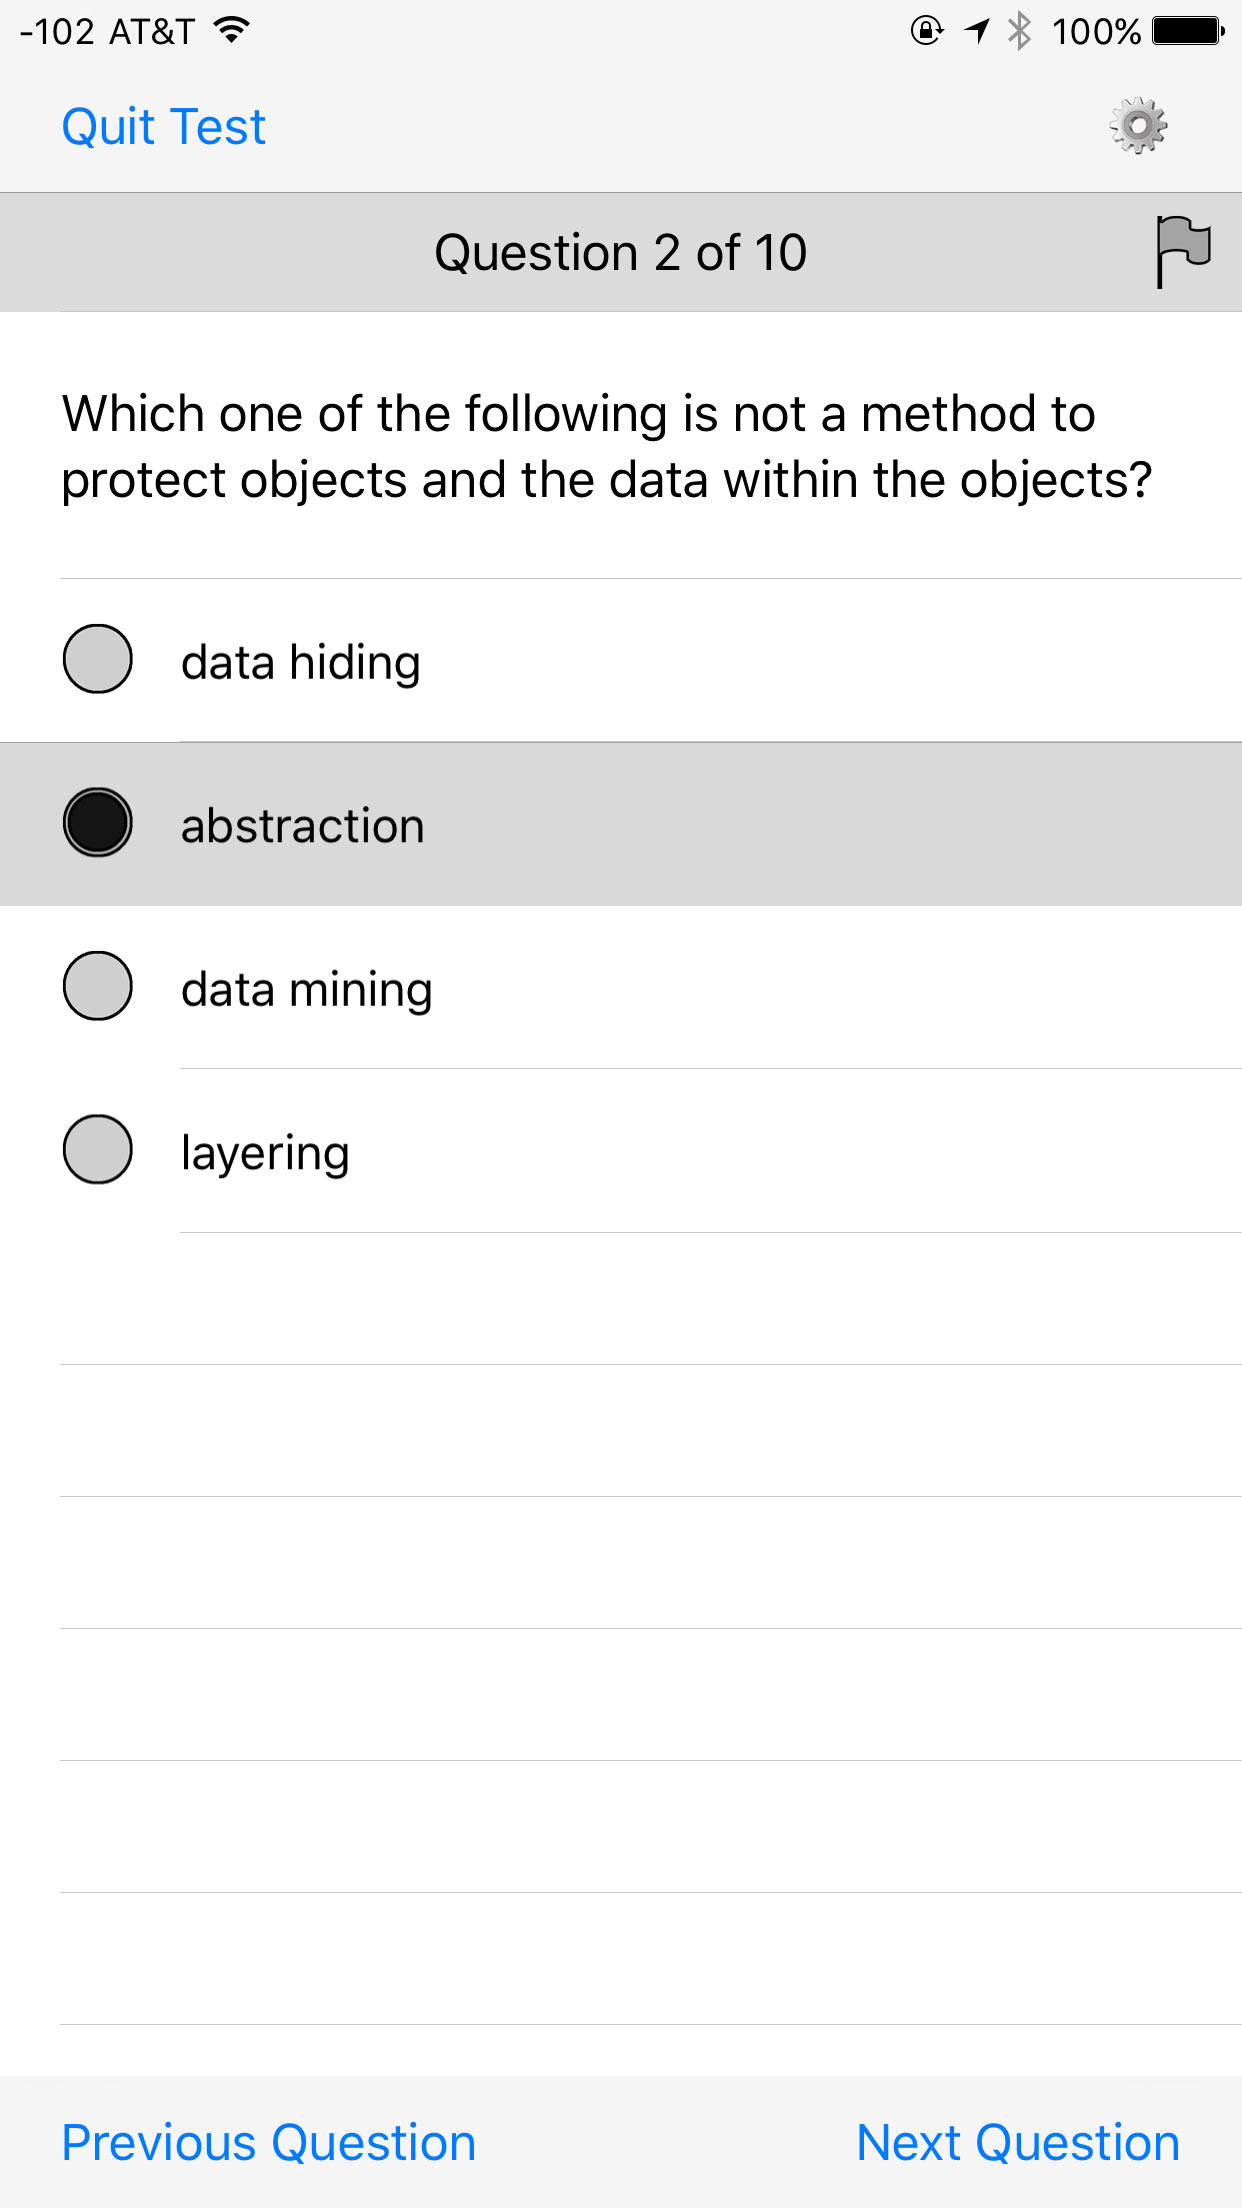 -102 AT&T 100%
Quit Test
Question 2 of 10
Which one of the following is not a method to
protect objects and the data within the objects?
data hiding
abstraction
data mining
layering
Previous Question Next Question